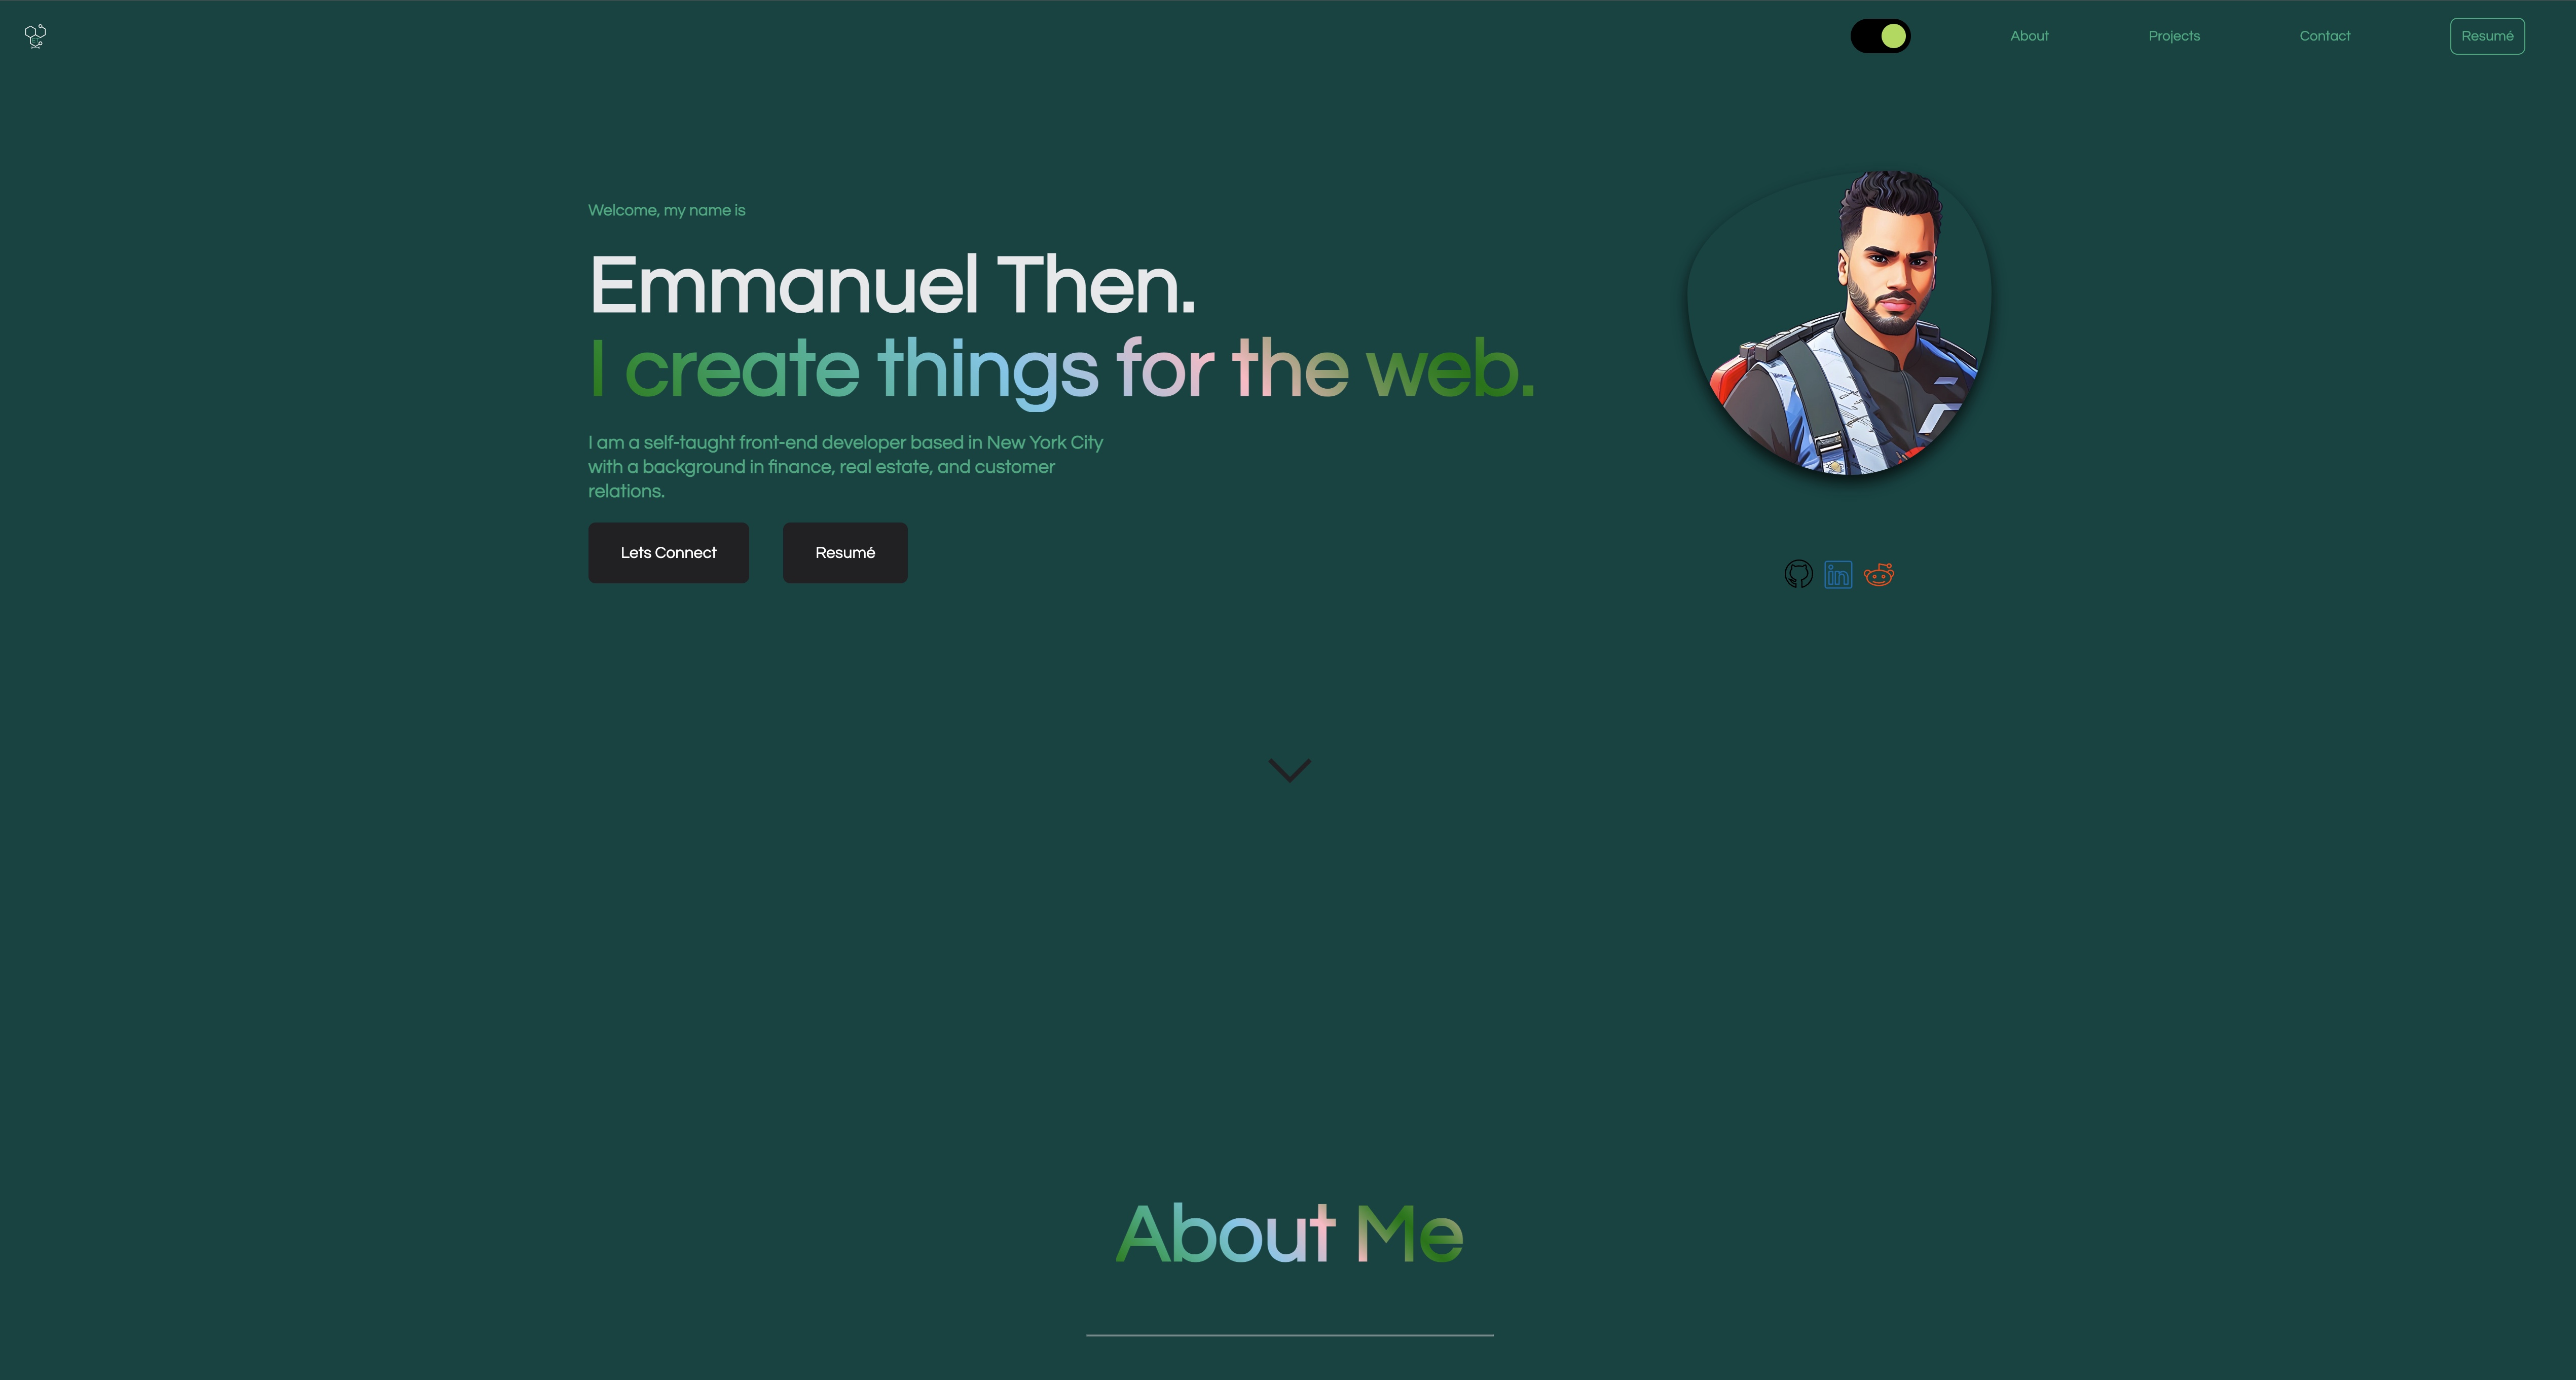 About
Projects
Contact
Resumé
Welcome, my name is
Emmanuel Then.
I create things for the web.
I am a self-taught front-end developer based in New York City
with a background in finance, real estate, and customer
relations.
Lets Connect
Resumé
in
About Me